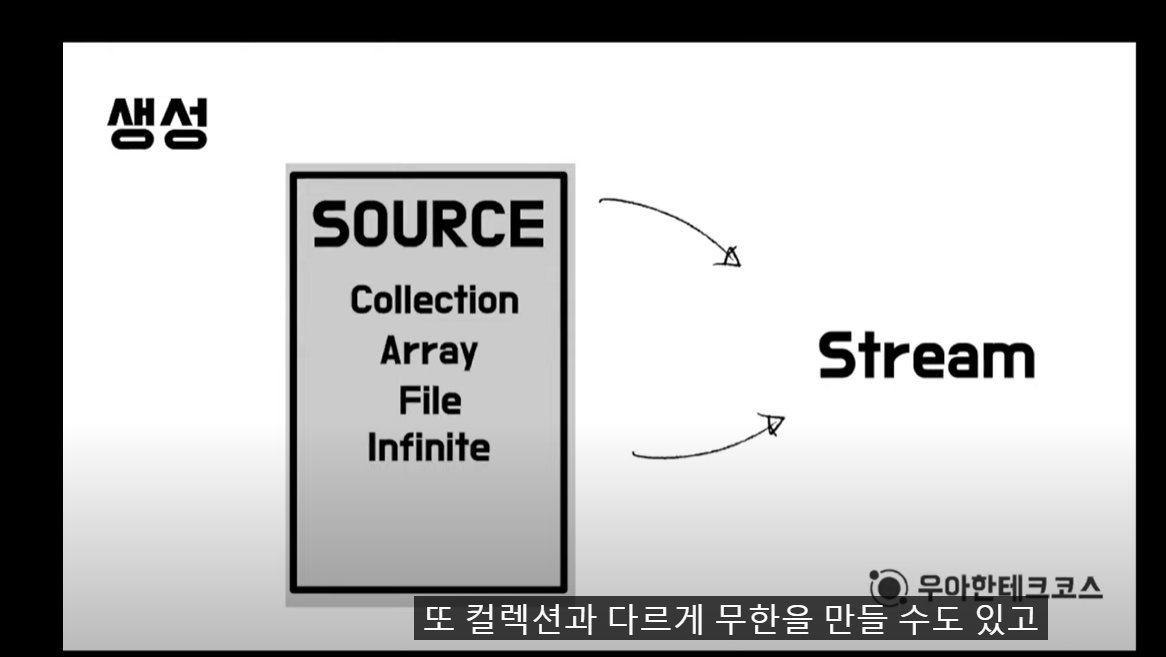 생성
SOURCE
Collection
Array
File
Infinite
Stream
우아한테크코스
또 컬렉션과 다르게 무한을 만들 수도 있고